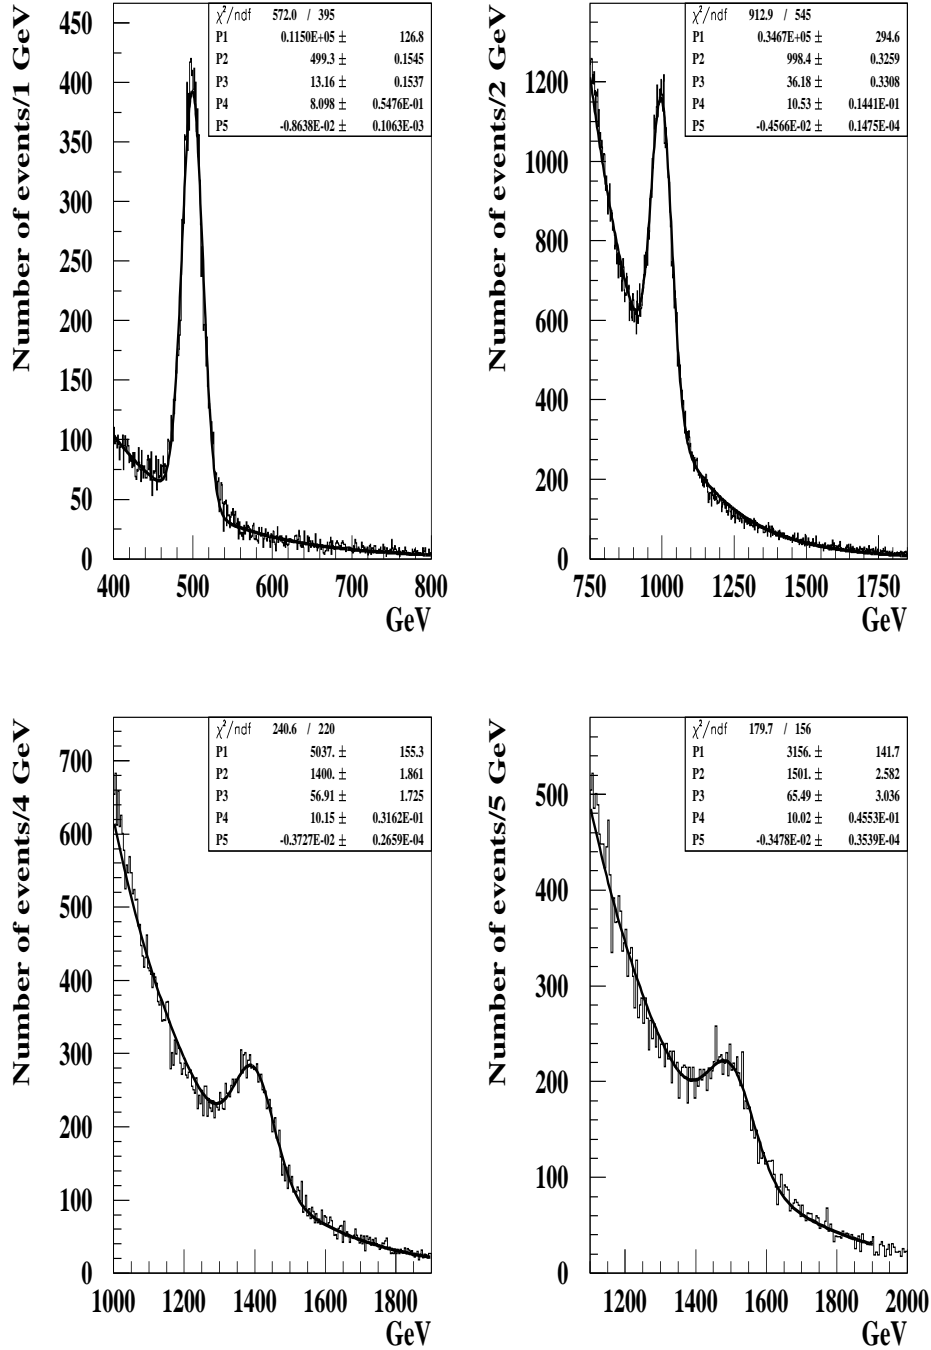 Number of events/1 GeV
χ²/ndf 572.0 / 395
P1 0.1150E+05 ± 126.8
P2 499.3 ± 0.1545
P3 13.16 ± 0.1537
P4 8.098 ± 0.5476E-01
P5 -0.8638E-02 ± 0.1063E-03
450
400
350
300
250
200
150
100
50
0
400 500 600 700 800
GeV
Number of events/2 GeV
χ²/ndf 912.9 / 545
P1 0.3467E+05 ± 294.6
P2 998.4 ± 0.3259
P3 36.18 ± 0.3308
P4 10.53 ± 0.1441E-01
P5 -0.4566E-02 ± 0.1475E-04
1200
1000
800
600
400
200
0
750 1000 1250 1500 1750
GeV
Number of events/4 GeV
χ²/ndf 240.6 / 220
P1 5037. ± 155.3
P2 1400. ± 1.861
P3 56.91 ± 1.725
P4 10.15 ± 0.3162E-01
P5 -0.3727E-02 ± 0.2659E-04
700
600
500
400
300
200
100
0
1000 1200 1400 1600 1800
GeV
Number of events/5 GeV
χ²/ndf 179.7 / 156
P1 3156. ± 141.7
P2 1501. ± 2.582
P3 65.49 ± 3.036
P4 10.02 ± 0.4553E-01
P5 -0.3478E-02 ± 0.3539E-04
500
400
300
200
100
0
1200 1400 1600 1800 2000
GeV